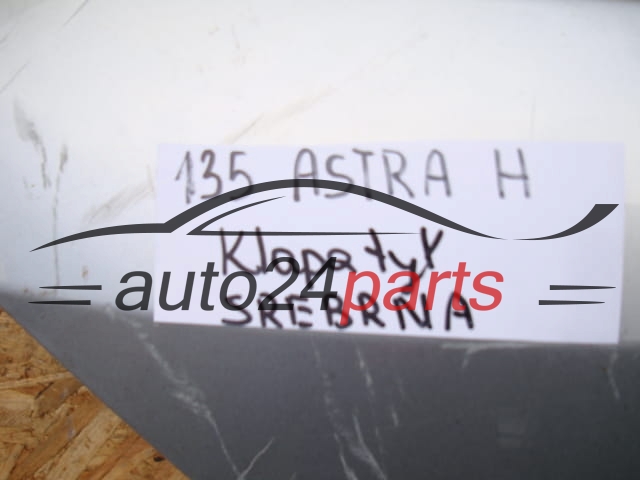 135 ASTRA H
Klapa tył
auto24parts
SREBRNA